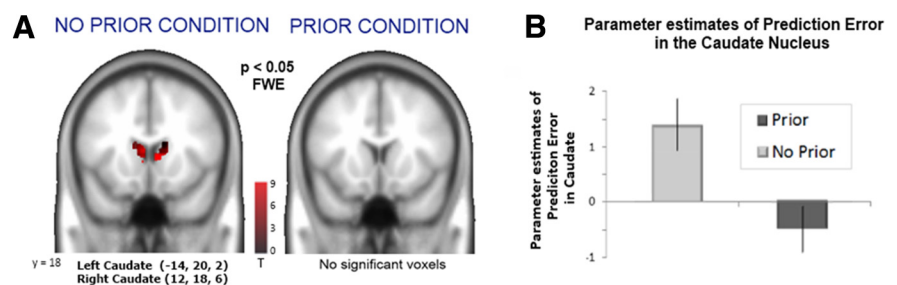 A
NO PRIOR CONDITION
PRIOR CONDITION
p < 0.05
FWE
9
6
3
0
T
y = 18
Left Caudate (-14, 20, 2)
Right Caudate (12, 18, 6)
No significant voxels
B
Parameter estimates of Prediction Error
in the Caudate Nucleus
Parameter estimates of
Prediciton Error
in Caudate
2
1
0
-1
Prior
No Prior